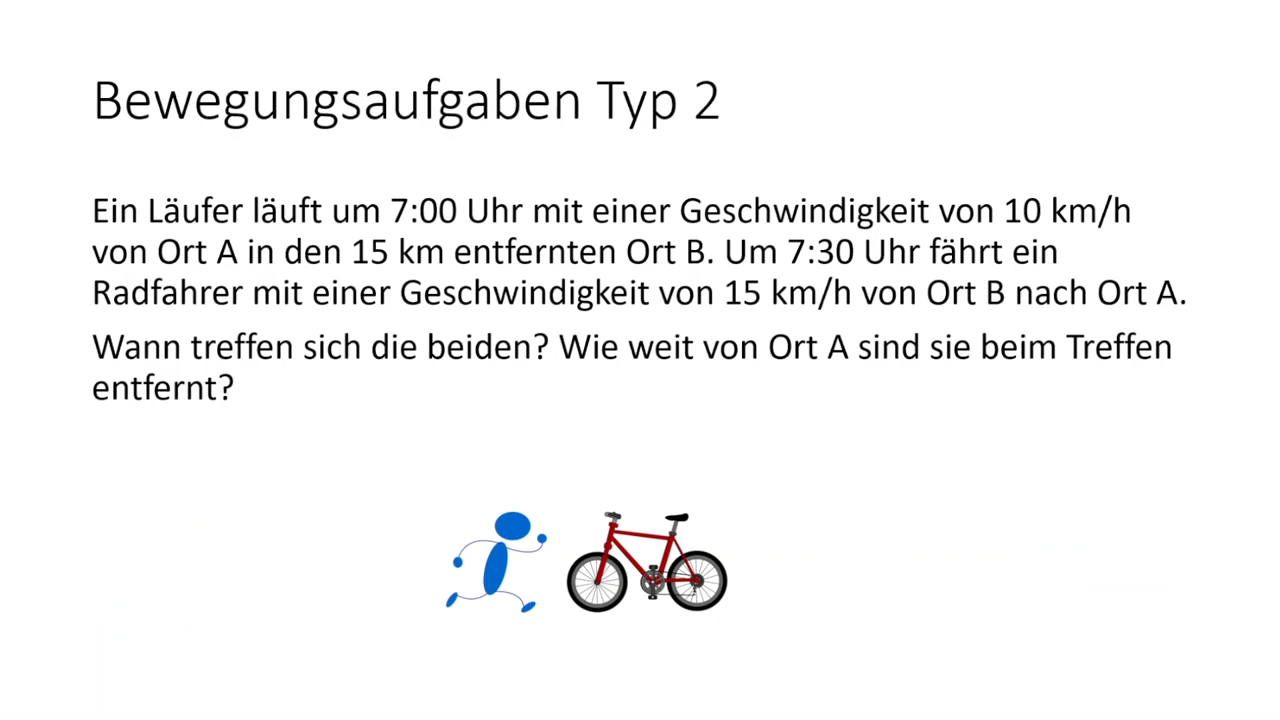 Bewegungsaufgaben Typ 2
Ein Läufer läuft um 7:00 Uhr mit einer Geschwindigkeit von 10 km/h
von Ort A in den 15 km entfernten Ort B. Um 7:30 Uhr fährt ein
Radfahrer mit einer Geschwindigkeit von 15 km/h von Ort B nach Ort A.
Wann treffen sich die beiden? Wie weit von Ort A sind sie beim Treffen
entfernt?